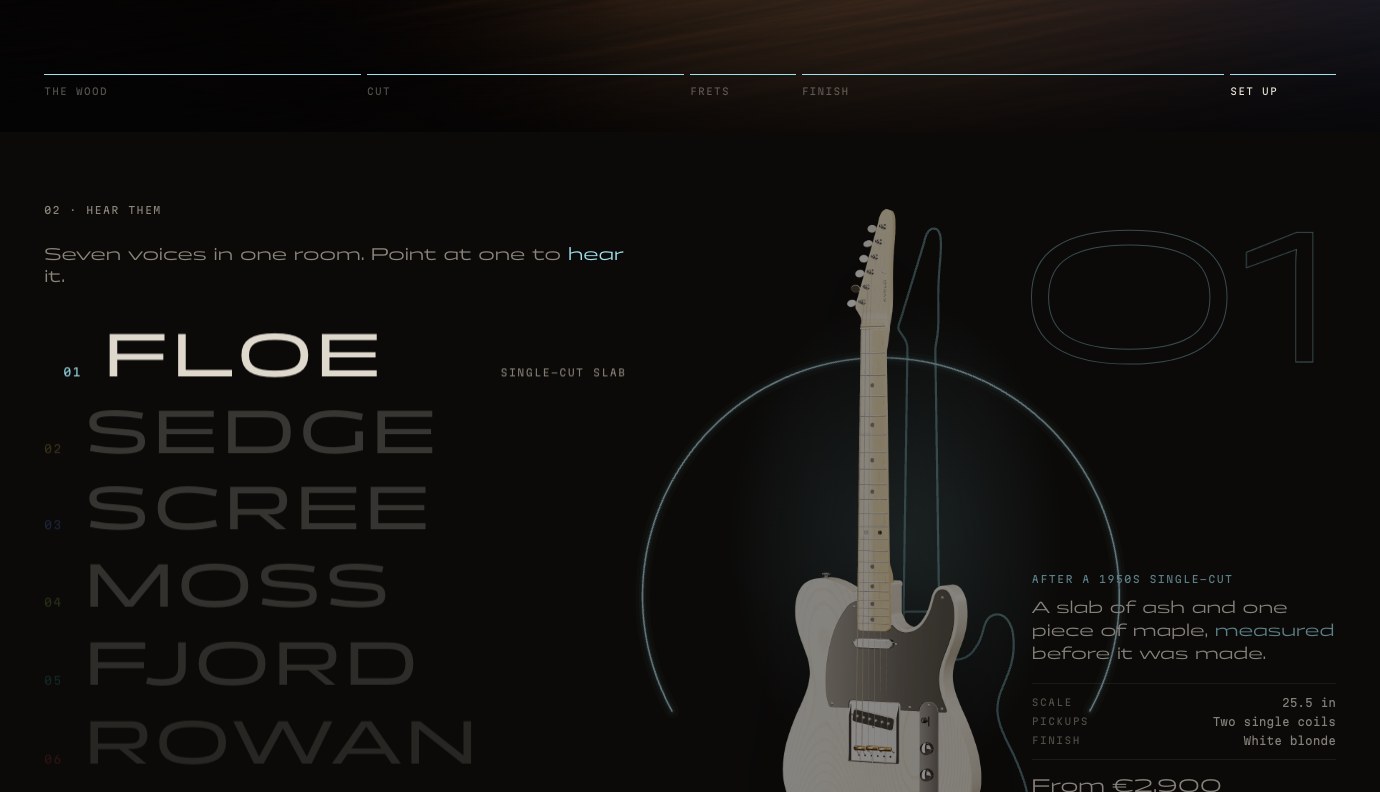 THE WOOD
CUT
FRETS
FINISH
SET UP
02 · HEAR THEM
Seven voices in one room. Point at one to hear
it.
01 FLOE SINGLE-CUT SLAB
02 SEDGE
03 SCREE
04 MOSS
05 FJORD
06 ROWAN
01
AFTER A 1950S SINGLE-CUT
A slab of ash and one
piece of maple, measured
before it was made.
SCALE 25.5 in
PICKUPS Two single coils
FINISH White blonde
From €2,900